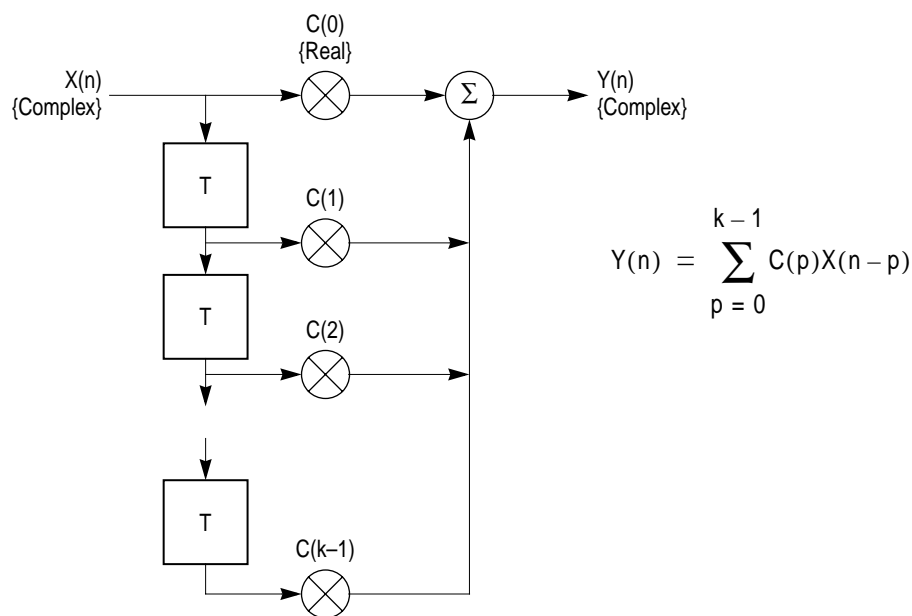 C(0)
{Real}
X(n)
{Complex}
Σ
Y(n)
{Complex}
T
C(1)
T
C(2)
T
C(k–1)
k – 1
Y(n) = ∑ C(p)X(n – p)
p = 0